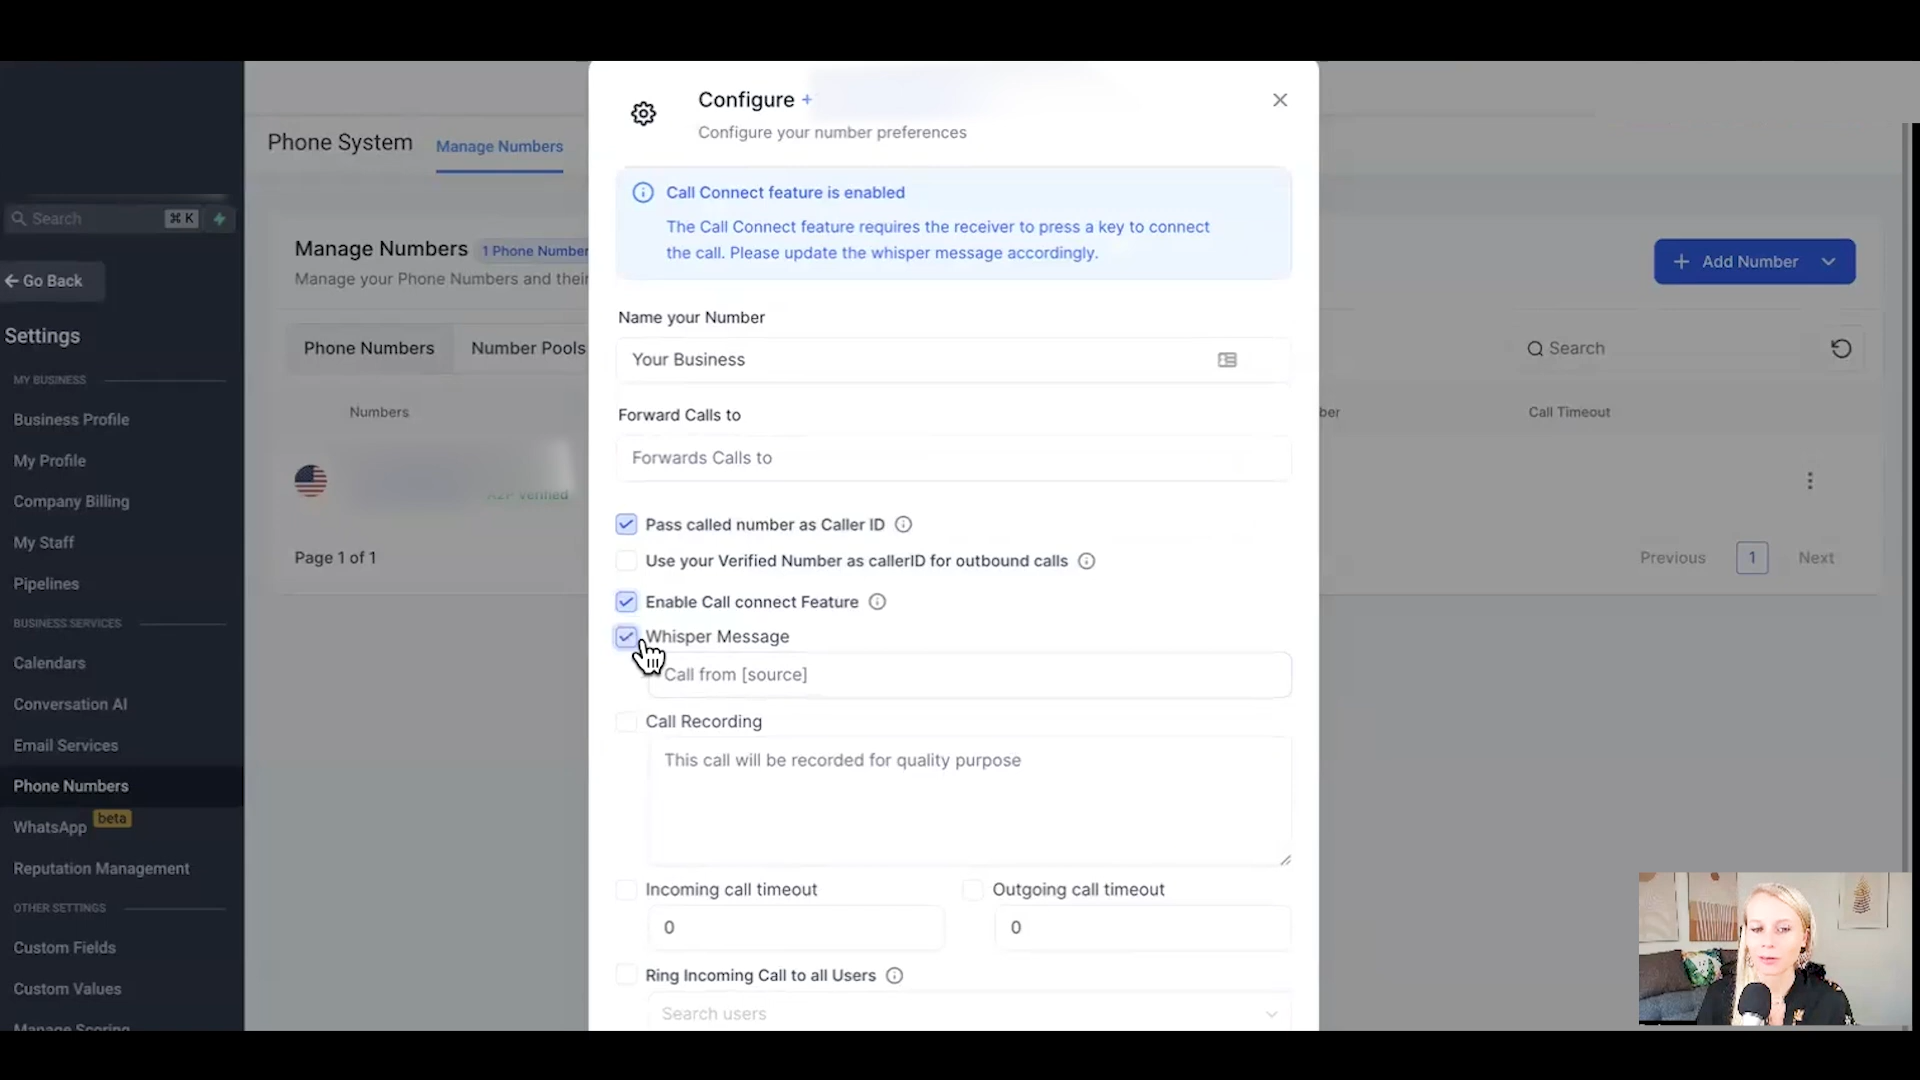 Search
⌘ K
Go Back
Settings
MY BUSINESS
Business Profile
My Profile
Company Billing
My Staff
Pipelines
BUSINESS SERVICES
Calendars
Conversation AI
Email Services
Phone Numbers
WhatsApp
beta
Reputation Management
OTHER SETTINGS
Custom Fields
Custom Values
Manage Scoring
Phone System
Manage Numbers
Manage Numbers
1 Phone Number
Manage your Phone Numbers and their
Add Number
Phone Numbers
Number Pools
Search
Numbers
ber
Call Timeout
A2P Verified
Page 1 of 1
Previous
1
Next
Configure +
Configure your number preferences
Call Connect feature is enabled
The Call Connect feature requires the receiver to press a key to connect
the call. Please update the whisper message accordingly.
Name your Number
Your Business
Forward Calls to
Forwards Calls to
Pass called number as Caller ID
Use your Verified Number as callerID for outbound calls
Enable Call connect Feature
Whisper Message
Call from [source]
Call Recording
This call will be recorded for quality purpose
Incoming call timeout
0
Outgoing call timeout
0
Ring Incoming Call to all Users
Search users